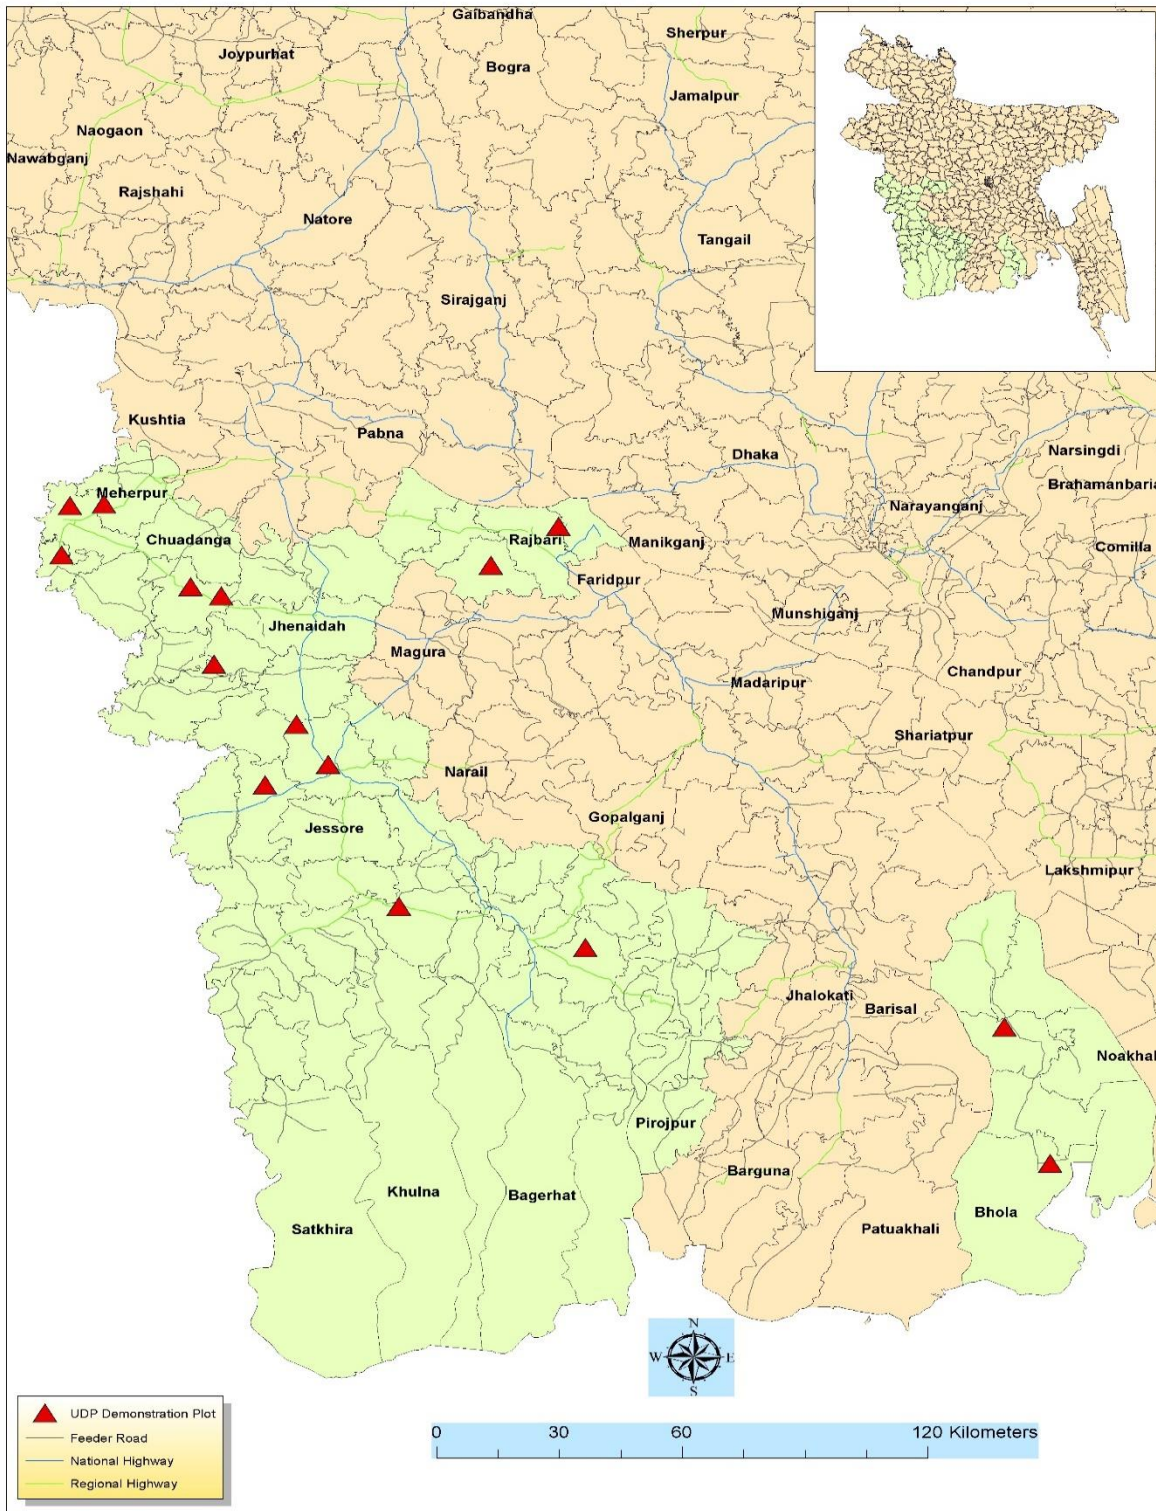 Gaibandha
Sherpur
Joypurhat
Bogra
Jamalpur
Naogaon
Nawabganj
Rajshahi
Natore
Tangail
Sirajganj
Kushtia
Pabna
Dhaka
Narsingdi
Brahamanbaria
Meherpur
Narayanganj
Chuadanga
Rajbari
Manikganj
Comilla
Faridpur
Munshiganj
Jhenaidah
Magura
Chandpur
Madaripur
Shariatpur
Narail
Gopalganj
Jessore
Lakshmipur
Jhalokati
Barisal
Noakhal
Pirojpur
Barguna
Khulna
Bagerhat
Bhola
Satkhira
Patuakhali
N
W E
S
UDP Demonstration Plot
Feeder Road
National Highway
Regional Highway
0 30 60 120 Kilometers